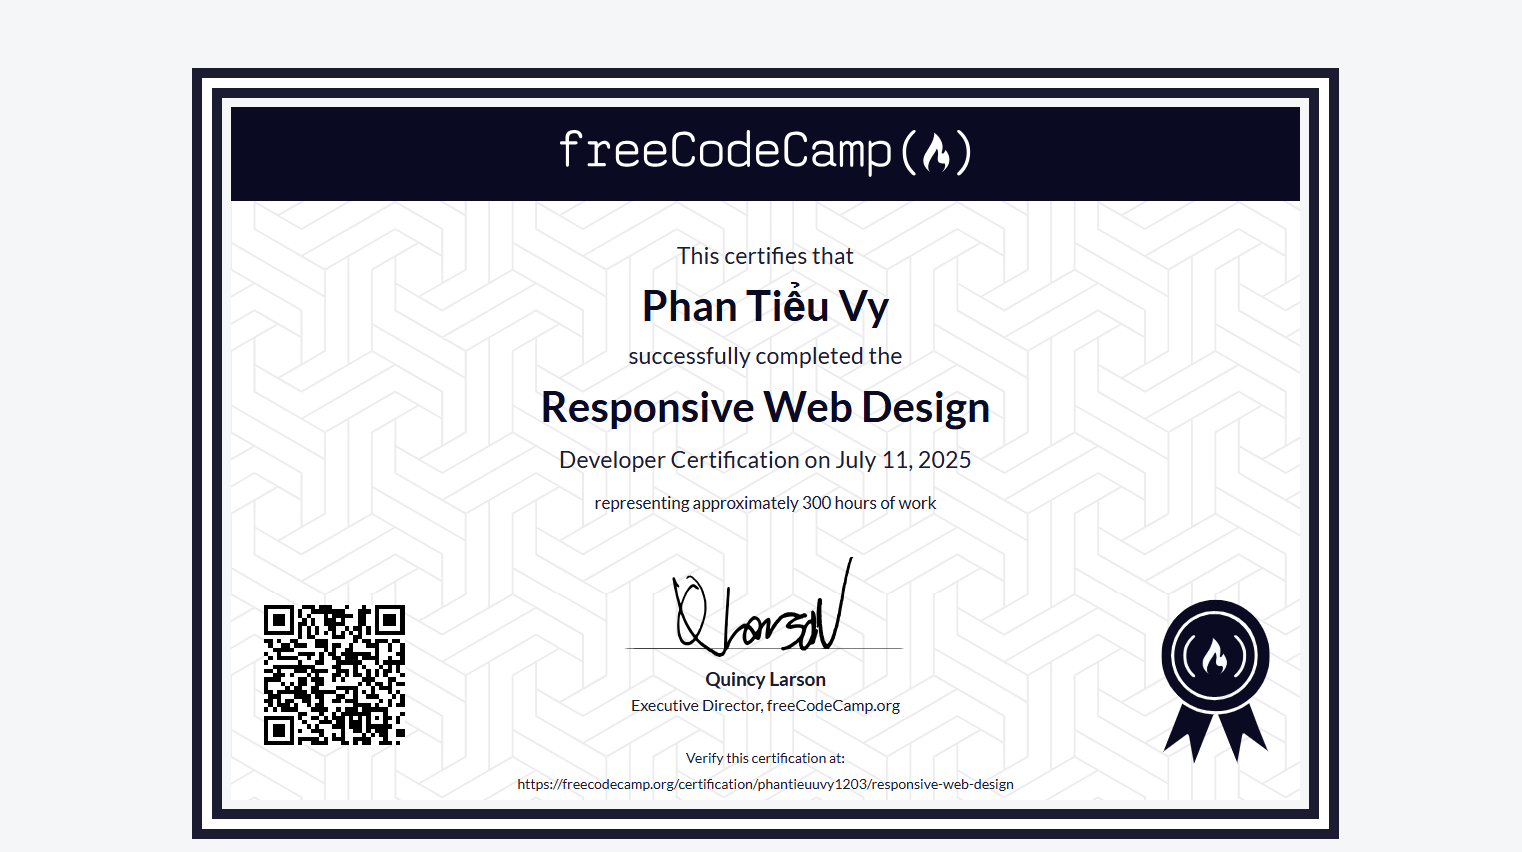 freeCodeCamp
This certifies that
Phan Tiểu Vy
successfully completed the
Responsive Web Design
Developer Certification on July 11, 2025
representing approximately 300 hours of work
Quincy Larson
Executive Director, freeCodeCamp.org
Verify this certification at:
https://freecodecamp.org/certification/phantieuuvy1203/responsive-web-design